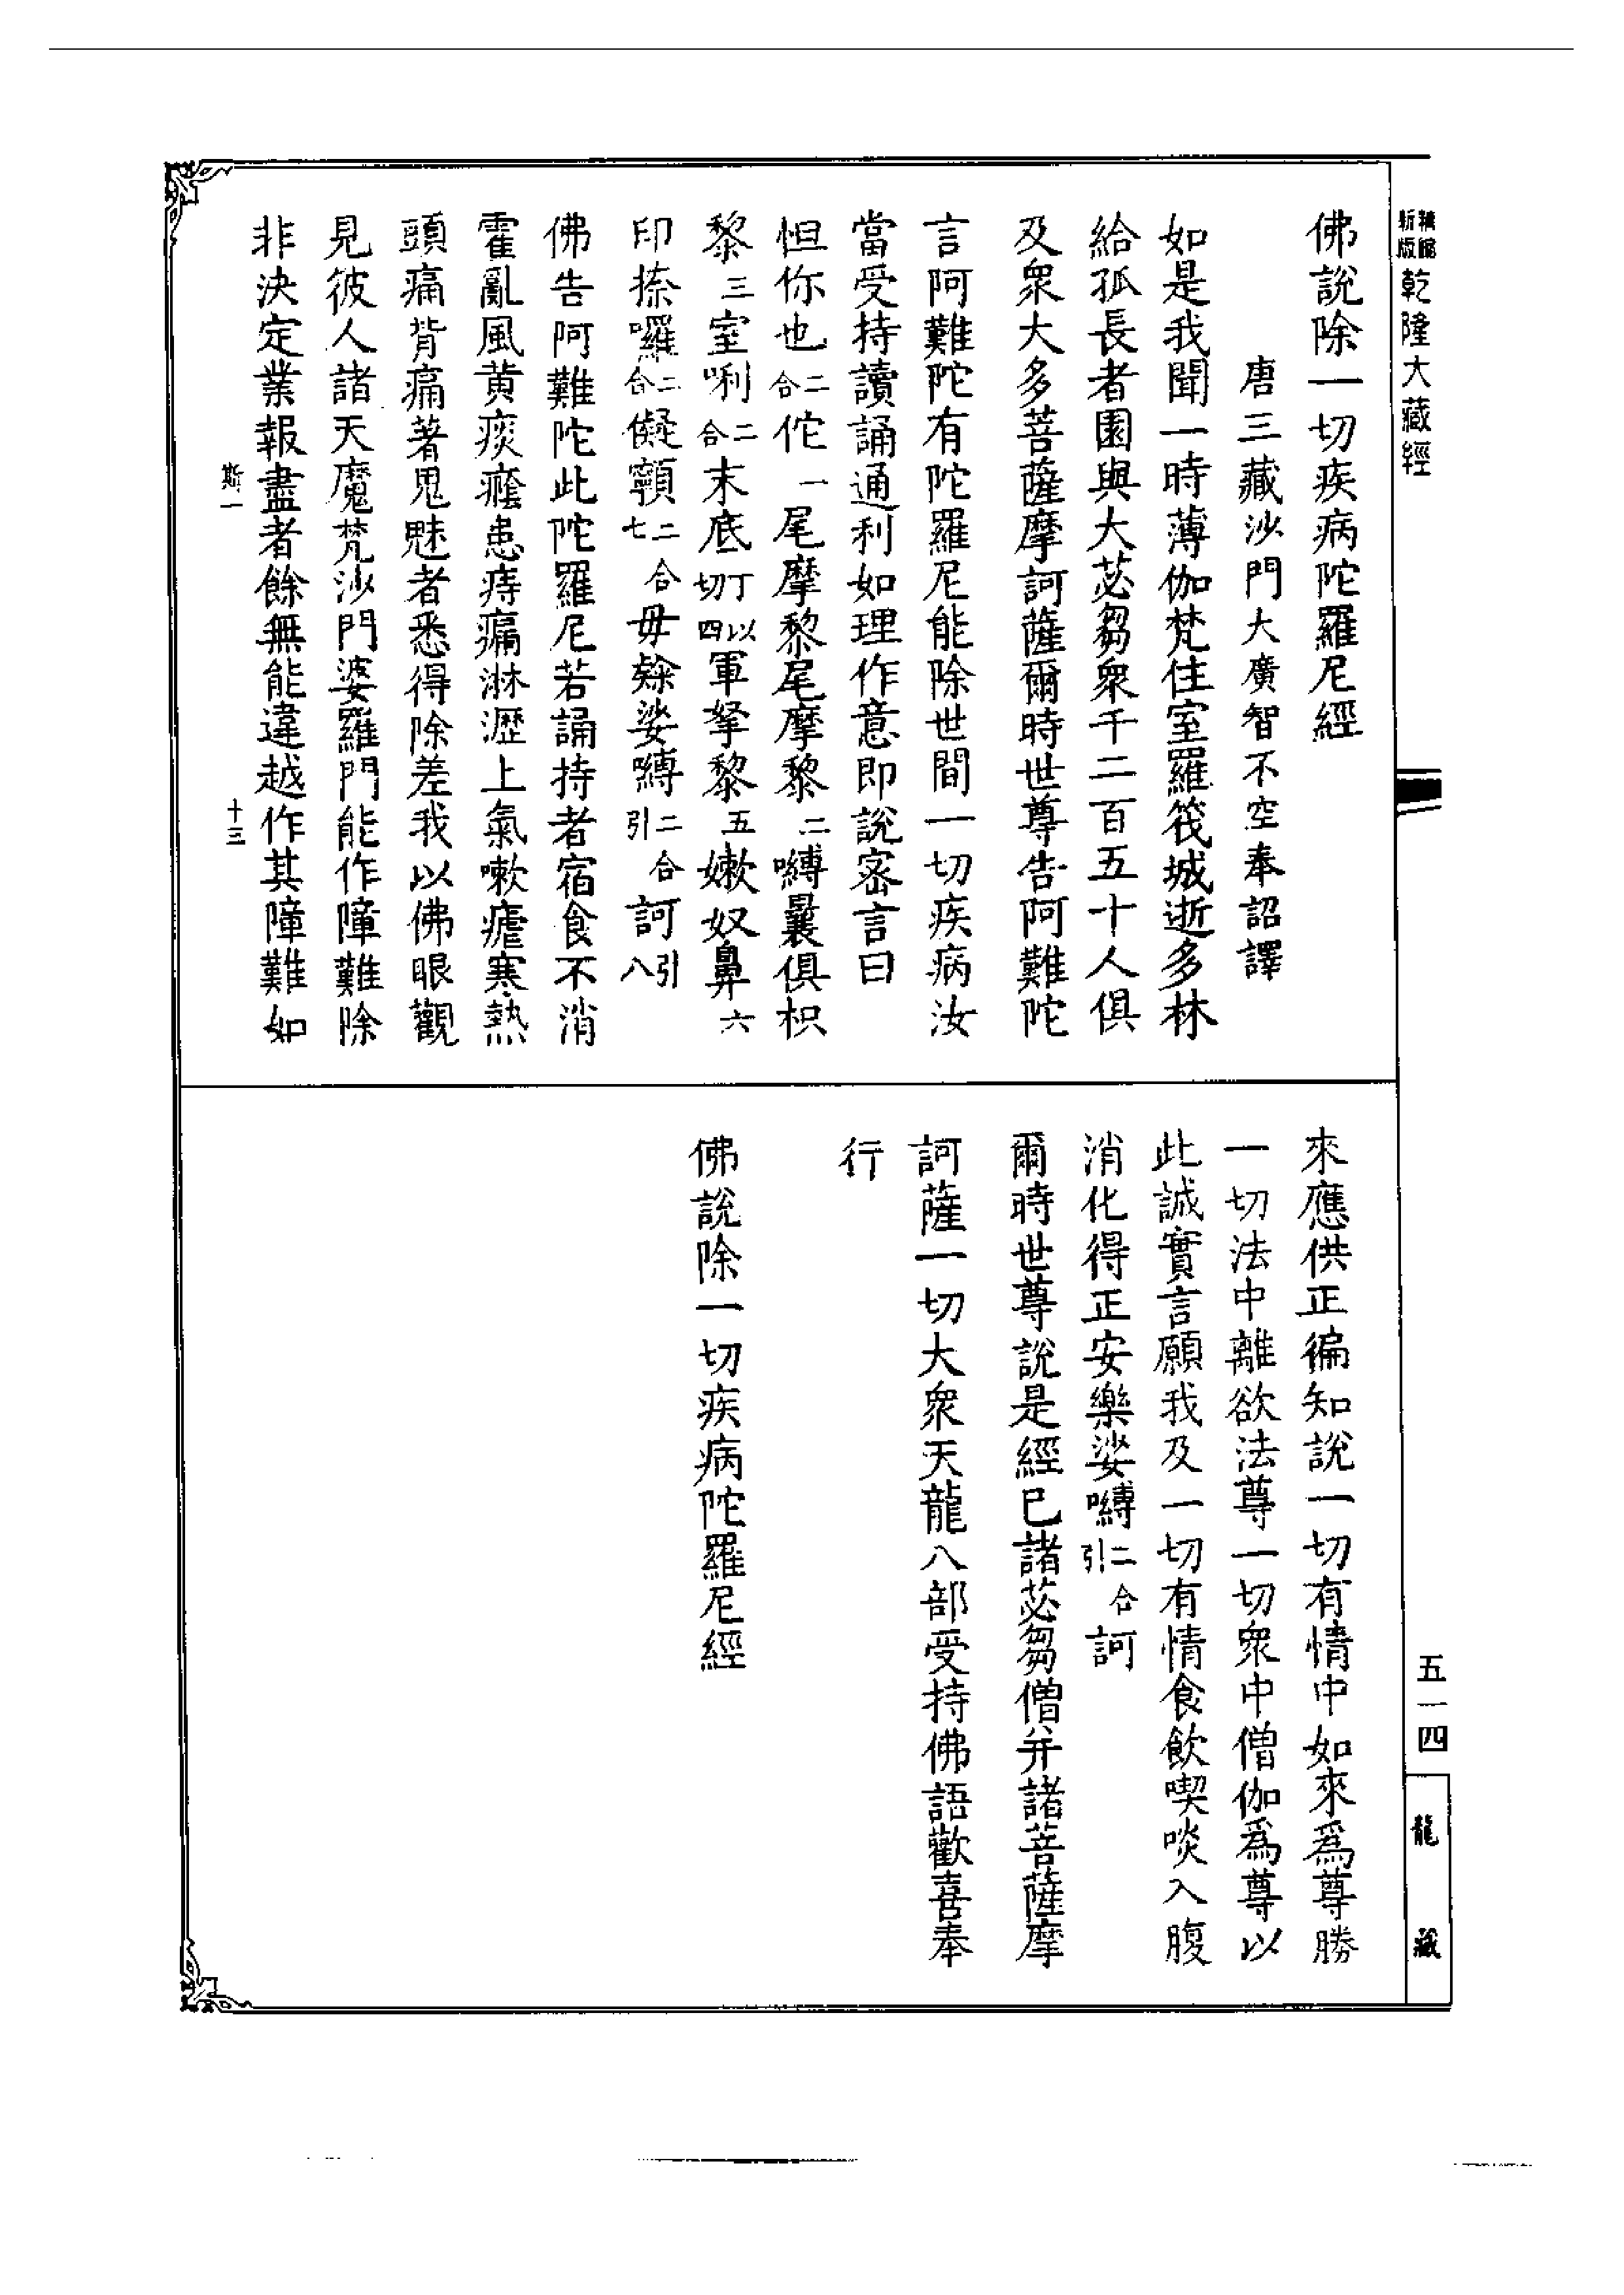 乾隆大藏經
佛說除一切疾病陀羅尼經
唐三藏沙門大廣智不空奉詔譯
如是我聞一時薄伽梵住室羅筏城逝多林
給孤長者園與大苾芻眾千二百五十人俱
及衆大多菩薩摩訶薩爾時世尊告阿難陀
言阿難陀有陀羅尼能除世間一切疾病汝
當受持讀誦通利如理作意即說密言曰
怛你也二合佗一尾摩黎尾摩黎二嚩曩俱枳
黎三室唎二合末底丁以切四軍拏黎五嫰奴鼻六
印捺囉二合儗顊二合七毋馀娑嚩二合引訶引八
佛告阿難陀此陀羅尼若誦持者宿食不消
霍亂風黃痰癊患痔瘺淋瀝上氣嗽瘧寒熱
頭痛背痛著鬼魅者悉得除差我以佛眼觀
見彼人諸天魔梵沙門婆羅門能作障難除
非決定業報盡者餘無能違越作其障難如
斯一 十三
來應供正徧知說一切有情中如來爲尊勝
一切法中離欲法尊一切眾中僧伽爲尊以
此誠實言願我及一切有情食飲喫啖入腹
消化得正安樂娑嚩二合引訶
爾時世尊說是經已諸苾芻僧并諸菩薩摩
訶薩一切大眾天龍八部受持佛語歡喜奉
行
佛說除一切疾病陀羅尼經
五一四
龍藏